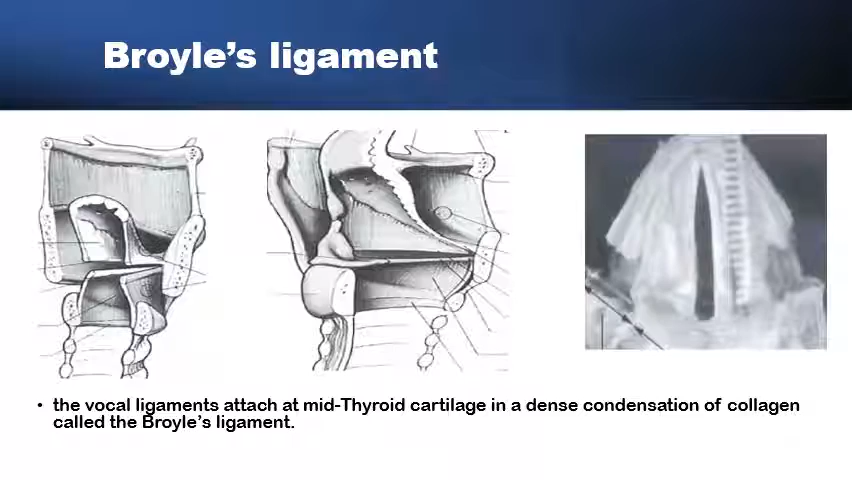 Broyle's ligament
• the vocal ligaments attach at mid-Thyroid cartilage in a dense condensation of collagen
called the Broyle's ligament.